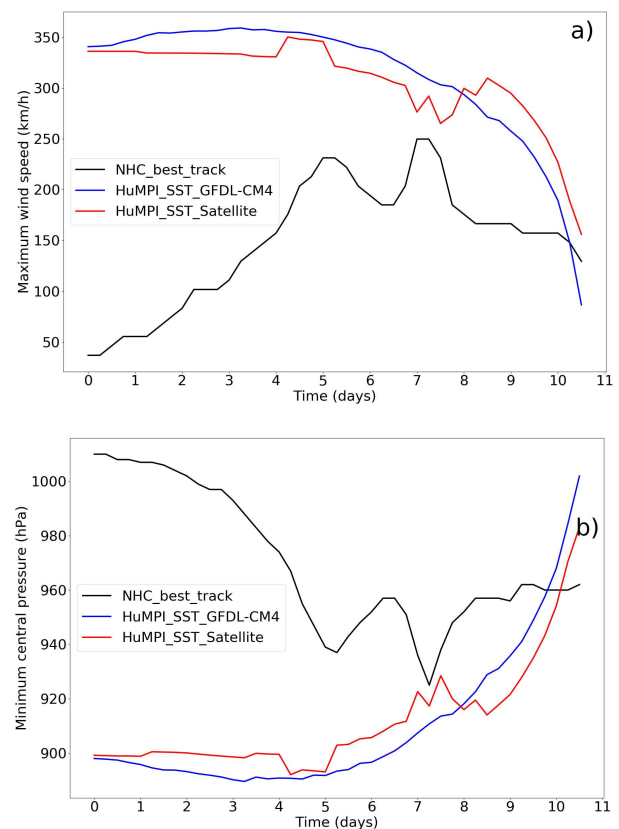 a)
Maximum wind speed (km/h)
350
300
250
200
150
100
50
NHC_best_track
HuMPI_SST_GFDL-CM4
HuMPI_SST_Satellite
0 1 2 3 4 5 6 7 8 9 10 11
Time (days)
b)
Minimum central pressure (hPa)
1000
980
960
940
920
900
NHC_best_track
HuMPI_SST_GFDL-CM4
HuMPI_SST_Satellite
0 1 2 3 4 5 6 7 8 9 10 11
Time (days)